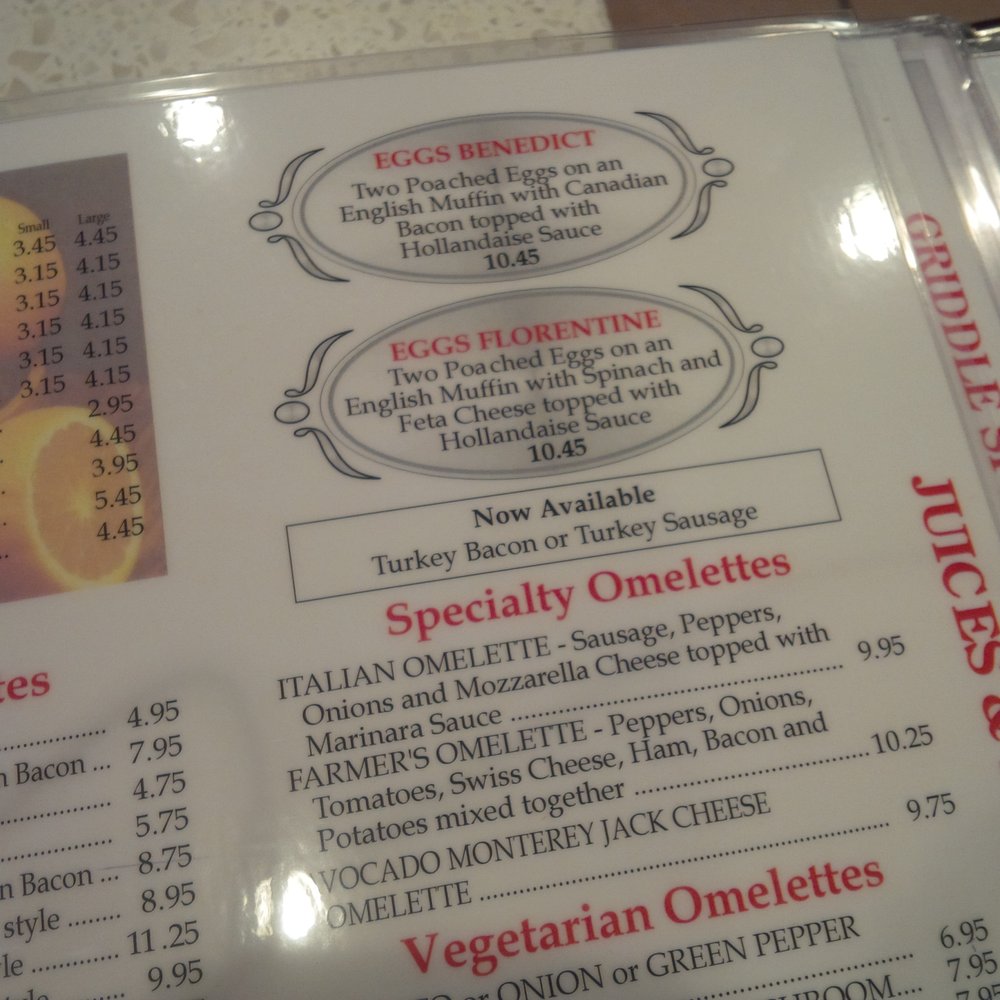 Small Large
3.45 4.45
3.15 4.15
3.15 4.15
3.15 4.15
3.15 4.15
3.15 4.15
2.95
4.45
3.95
5.45
4.45
4.95
Bacon ... 7.95
4.75
5.75
Bacon ... 8.75
style ........ 8.95
11.25
9.95
EGGS BENEDICT
Two Poached Eggs on an
English Muffin with Canadian
Bacon topped with
Hollandaise Sauce
10.45
EGGS FLORENTINE
Two Poached Eggs on an
English Muffin with Spinach and
Feta Cheese topped with
Hollandaise Sauce
10.45
Now Available
Turkey Bacon or Turkey Sausage
Specialty Omelettes
ITALIAN OMELETTE - Sausage, Peppers,
Onions and Mozzarella Cheese topped with
Marinara Sauce ........ 9.95
FARMER'S OMELETTE - Peppers, Onions,
Tomatoes, Swiss Cheese, Ham, Bacon and
Potatoes mixed together ........ 10.25
AVOCADO MONTEREY JACK CHEESE
OMELETTE ........ 9.75
Vegetarian Omelettes
or ONION or GREEN PEPPER
6.95
7.95
GRIDDLE
JUICES &